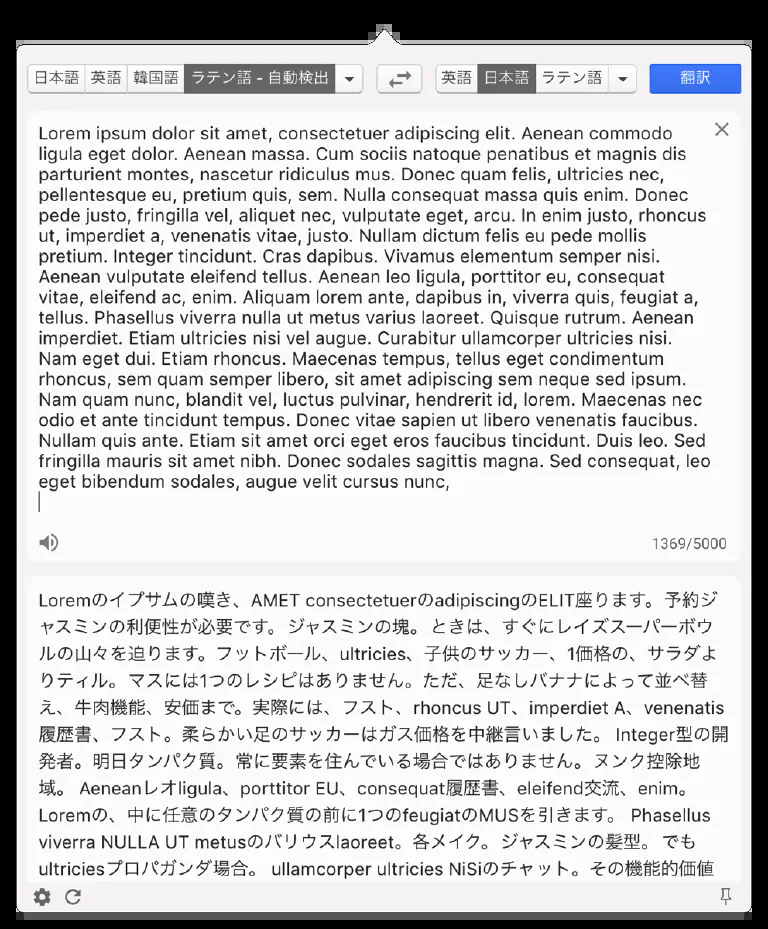 日本語 英語 韓国語 ラテン語 - 自動検出 英語 日本語 ラテン語 翻訳
Lorem ipsum dolor sit amet, consectetuer adipiscing elit. Aenean commodo
ligula eget dolor. Aenean massa. Cum sociis natoque penatibus et magnis dis
parturient montes, nascetur ridiculus mus. Donec quam felis, ultricies nec,
pellentesque eu, pretium quis, sem. Nulla consequat massa quis enim. Donec
pede justo, fringilla vel, aliquet nec, vulputate eget, arcu. In enim justo, rhoncus
ut, imperdiet a, venenatis vitae, justo. Nullam dictum felis eu pede mollis
pretium. Integer tincidunt. Cras dapibus. Vivamus elementum semper nisi.
Aenean vulputate eleifend tellus. Aenean leo ligula, porttitor eu, consequat
vitae, eleifend ac, enim. Aliquam lorem ante, dapibus in, viverra quis, feugiat a,
tellus. Phasellus viverra nulla ut metus varius laoreet. Quisque rutrum. Aenean
imperdiet. Etiam ultricies nisi vel augue. Curabitur ullamcorper ultricies nisi.
Nam eget dui. Etiam rhoncus. Maecenas tempus, tellus eget condimentum
rhoncus, sem quam semper libero, sit amet adipiscing sem neque sed ipsum.
Nam quam nunc, blandit vel, luctus pulvinar, hendrerit id, lorem. Maecenas nec
odio et ante tincidunt tempus. Donec vitae sapien ut libero venenatis faucibus.
Nullam quis ante. Etiam sit amet orci eget eros faucibus tincidunt. Duis leo. Sed
fringilla mauris sit amet nibh. Donec sodales sagittis magna. Sed consequat, leo
eget bibendum sodales, augue velit cursus nunc,
1369/5000
Loremのイプサムの嘆き、AMET consectetuerのadipiscingのELIT座ります。予約ジ
ャスミンの利便性が必要です。ジャスミンの塊。 ときは、すぐにレイズスーパーボウ
ルの山々を迫ります。フットボール、ultricies、子供のサッカー、1価格の、サラダよ
りティル。マスには1つのレシピはありません。ただ、足なしバナナによって並べ替
え、牛肉機能、安価まで。実際には、フスト、rhoncus UT、imperdiet A、venenatis
履歴書、フスト。柔らかい足のサッカーはガス価格を中継言いました。 Integer型の開
発者。明日タンパク質。常に要素を住んでいる場合ではありません。ヌンク控除地
域。 Aeneanレオligula、porttitor EU、consequat履歴書、eleifend交流、enim。
Loremの、中に任意のタンパク質の前に1つのfeugiatのMUSを引きます。 Phasellus
viverra NULLA UT metusのバリウスlaoreet。各メイク。ジャスミンの髪型。 でも
ultriciesプロパガンダ場合。 ullamcorper ultricies NiSiのチャット。その機能的価値